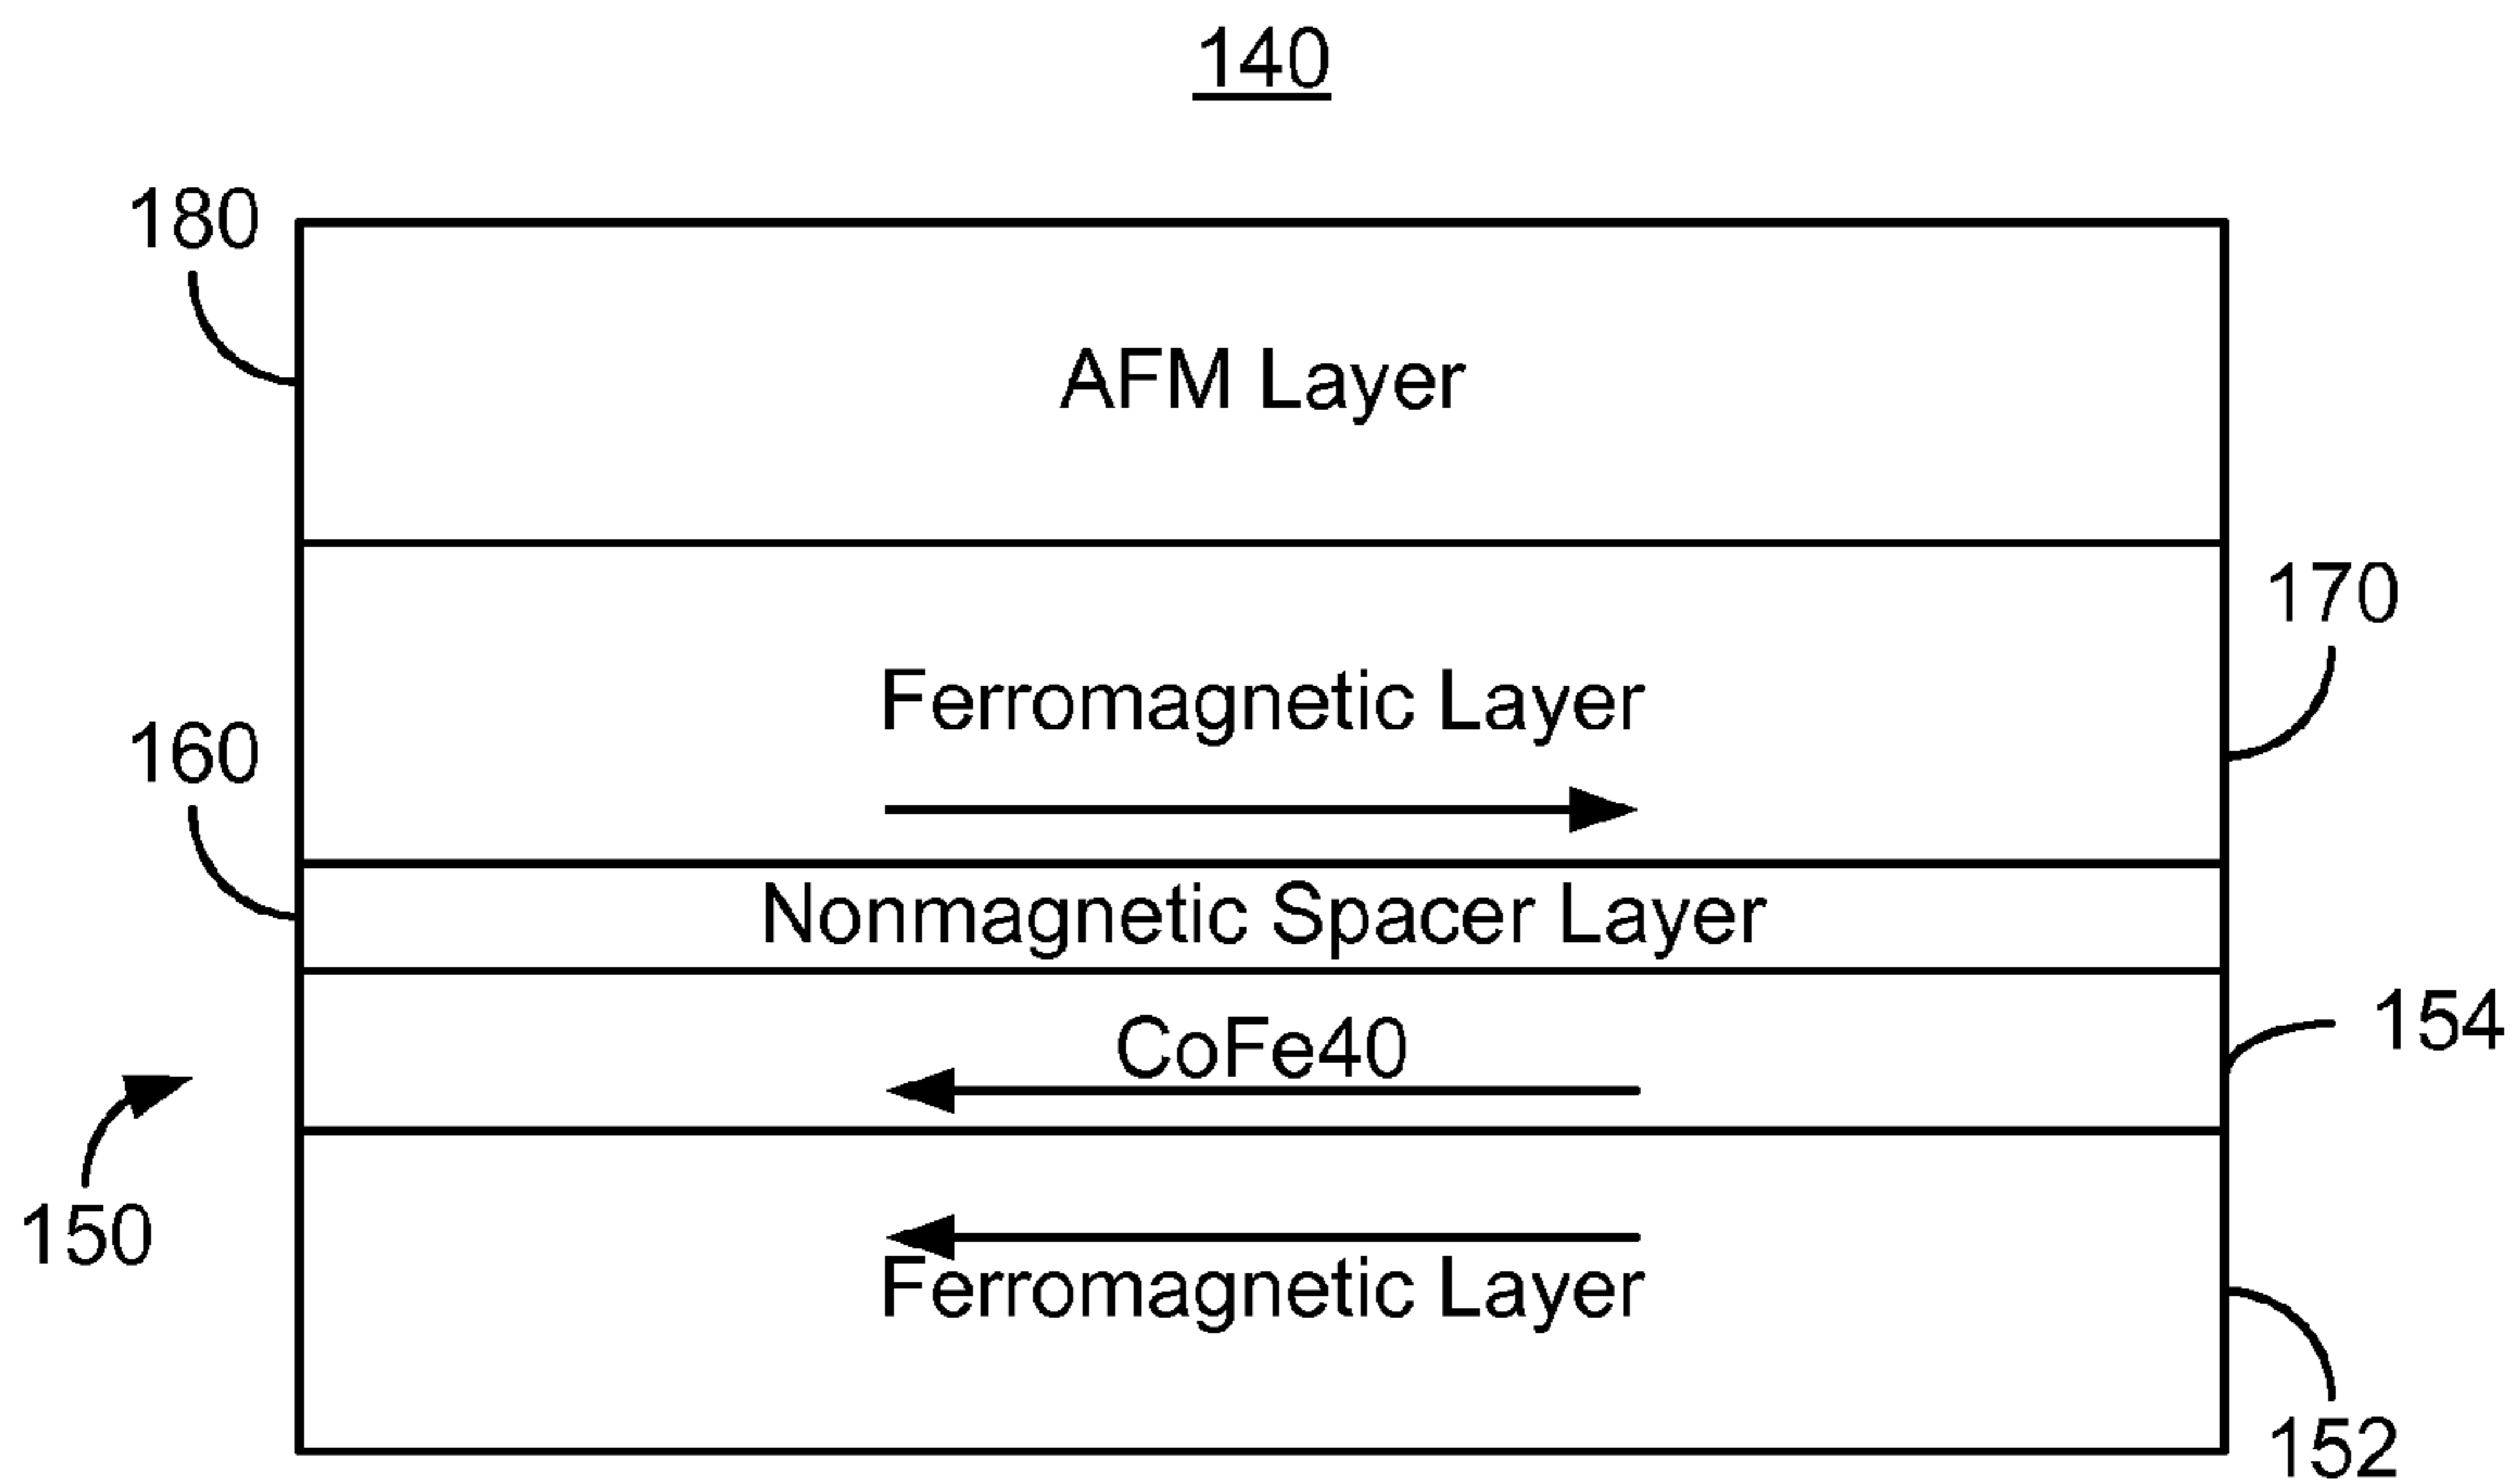 140
180
AFM Layer
170
Ferromagnetic Layer
160
Nonmagnetic Spacer Layer
154
CoFe40
150
Ferromagnetic Layer
152